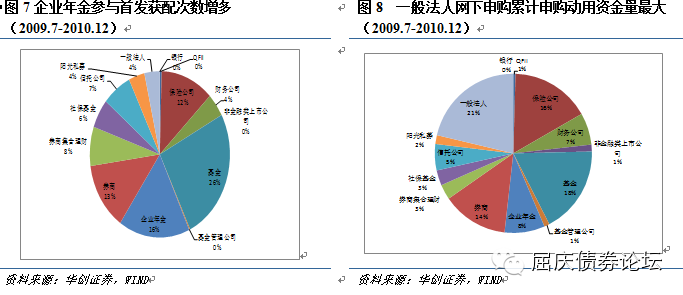 图 7 企业年金参与首发获配次数增多
（2009.7-2010.12）
一般法人
4%
银行
0%
QFII
0%
阳光私募
4%
信托公司
7%
社保基金
6%
券商集合理财
8%
券商
13%
企业年金
16%
基金管理公司
0%
基金
26%
非金融类上市公司
0%
财务公司
4%
保险公司
12%
资料来源：华创证券，WIND
图 8 一般法人网下申购累计申购动用资金量最大
（2009.7-2010.12）
银行
0%
QFII
1%
一般法人
21%
阳光私募
2%
信托公司
5%
社保基金
3%
券商集合理财
3%
券商
14%
企业年金
8%
基金管理公司
1%
基金
18%
非金融类上市公司
1%
财务公司
7%
保险公司
16%
资料来源：华创证券，WIND
屈庆债券论坛